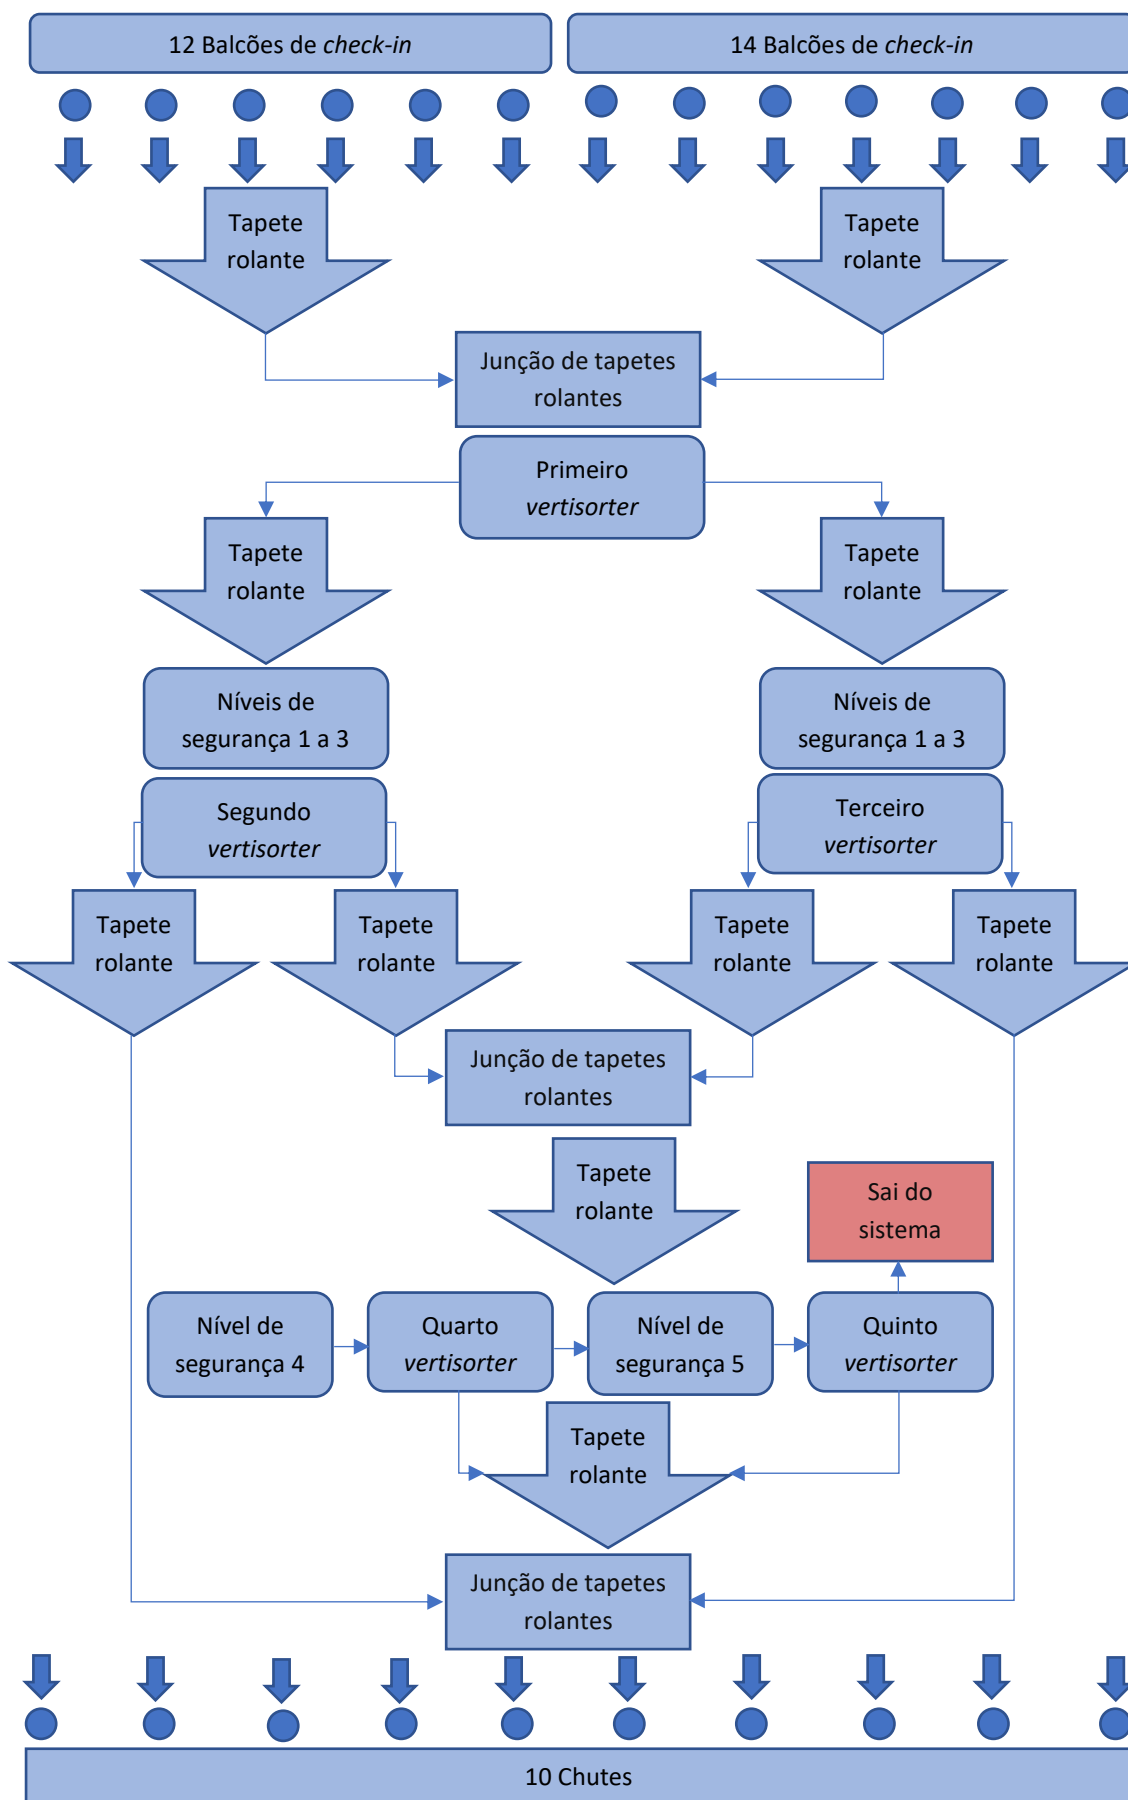 12 Balcões de check-in
14 Balcões de check-in
Tapete
rolante
Tapete
rolante
Junção de tapetes
rolantes
Primeiro
vertisorter
Tapete
rolante
Tapete
rolante
Níveis de
segurança 1 a 3
Níveis de
segurança 1 a 3
Segundo
vertisorter
Terceiro
vertisorter
Tapete
rolante
Tapete
rolante
Tapete
rolante
Tapete
rolante
Junção de tapetes
rolantes
Tapete
rolante
Sai do
sistema
Nível de
segurança 4
Quarto
vertisorter
Nível de
segurança 5
Quinto
vertisorter
Tapete
rolante
Junção de tapetes
rolantes
10 Chutes